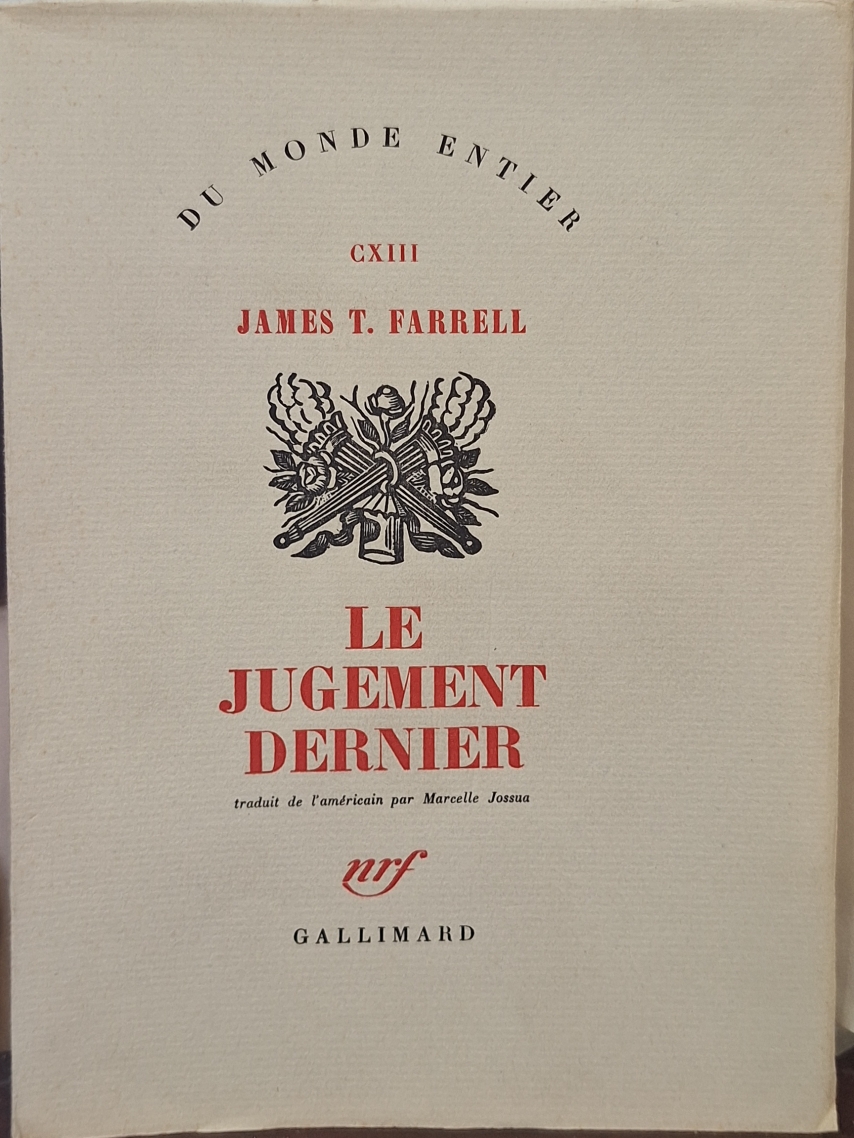 DU MONDE ENTIER
CXIII
JAMES T. FARRELL
LE
JUGEMENT
DERNIER
traduit de l'américain par Marcelle Jossua
nrf
GALLIMARD